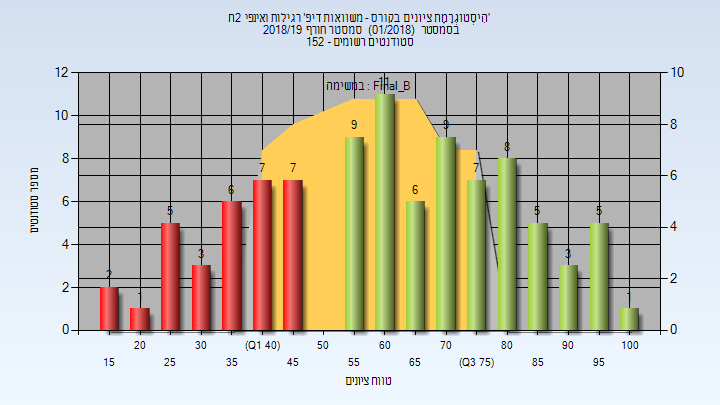 היסטוגרמת ציונים בקורס - משוואות דיפ' רגילות ואינפי 2ח'
בסמסטר (01/2018) סמסטר חורף 2018/19
סטודנטים רשומים - 152
במשימה : Final_B
מספר סטודנטים
12 10 8 6 4 2 0
10 8 6 4 2 0
2 1 5 3 6 7 7 9 11 6 9 7 8 5 3 5 1
20 30 (Q1 40) 50 60 70 80 90 100
15 25 35 45 55 65 (Q3 75) 85 95
טווח ציונים